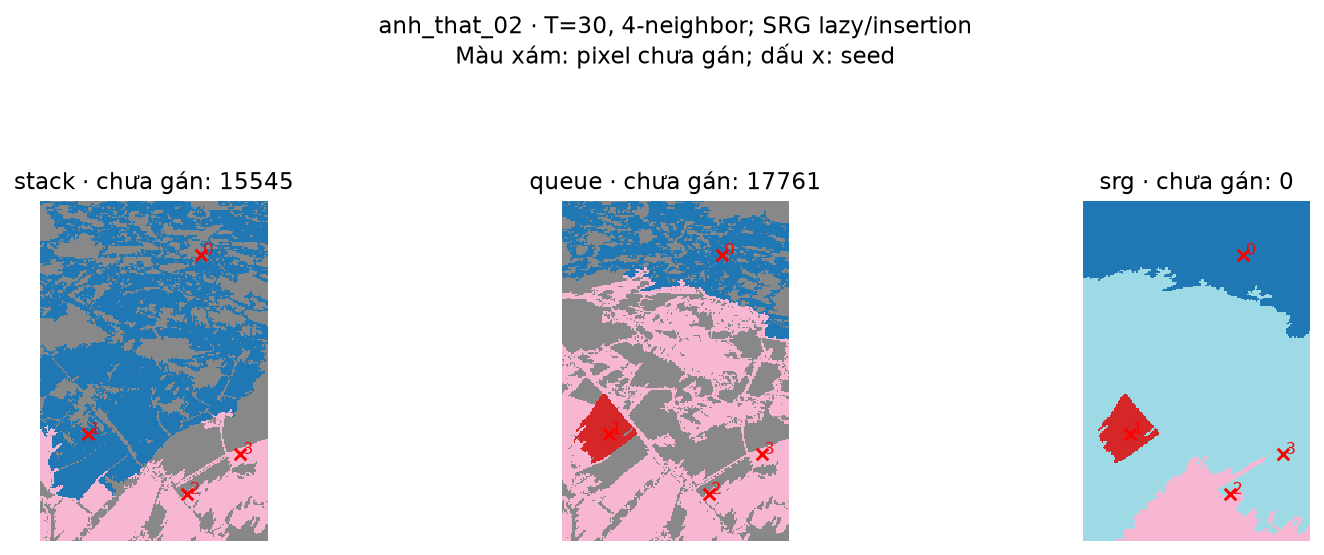 anh_that_02 · T=30, 4-neighbor; SRG lazy/insertion
Màu xám: pixel chưa gán; dấu x: seed
stack · chưa gán: 15545
queue · chưa gán: 17761
srg · chưa gán: 0
0
1
3
2
0
1
3
2
0
1
3
2